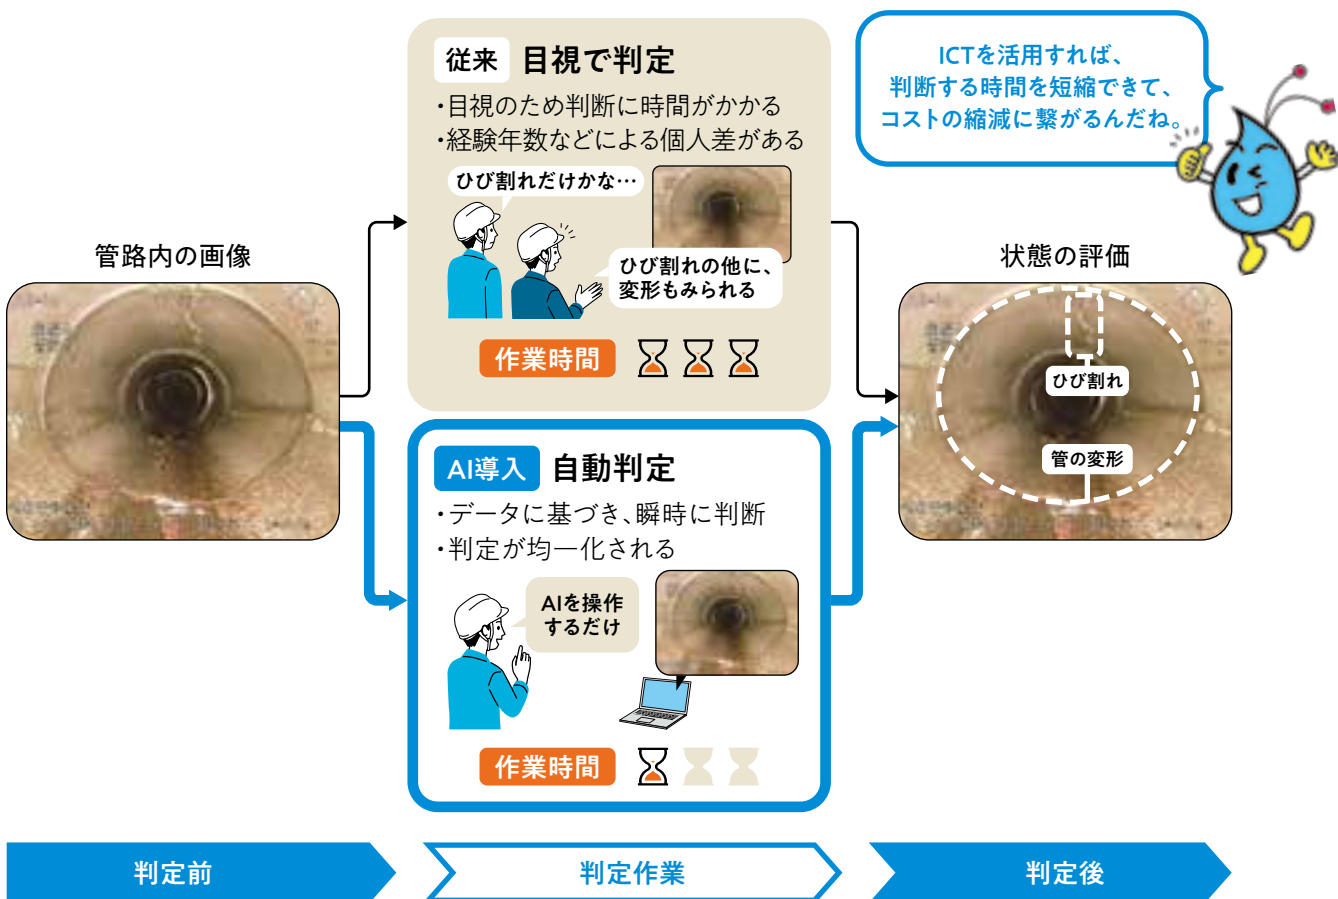 従来 目視で判定
・目視のため判断に時間がかかる
・経験年数などによる個人差がある
ひび割れだけかな…
ひび割れの他に、
変形もみられる
作業時間
ICTを活用すれば、
判断する時間を短縮できて、
コストの縮減に繋がるんだね。
管路内の画像
状態の評価
ひび割れ
管の変形
AI導入 自動判定
・データに基づき、瞬時に判断
・判定が均一化される
AIを操作
するだけ
作業時間
判定前
判定作業
判定後